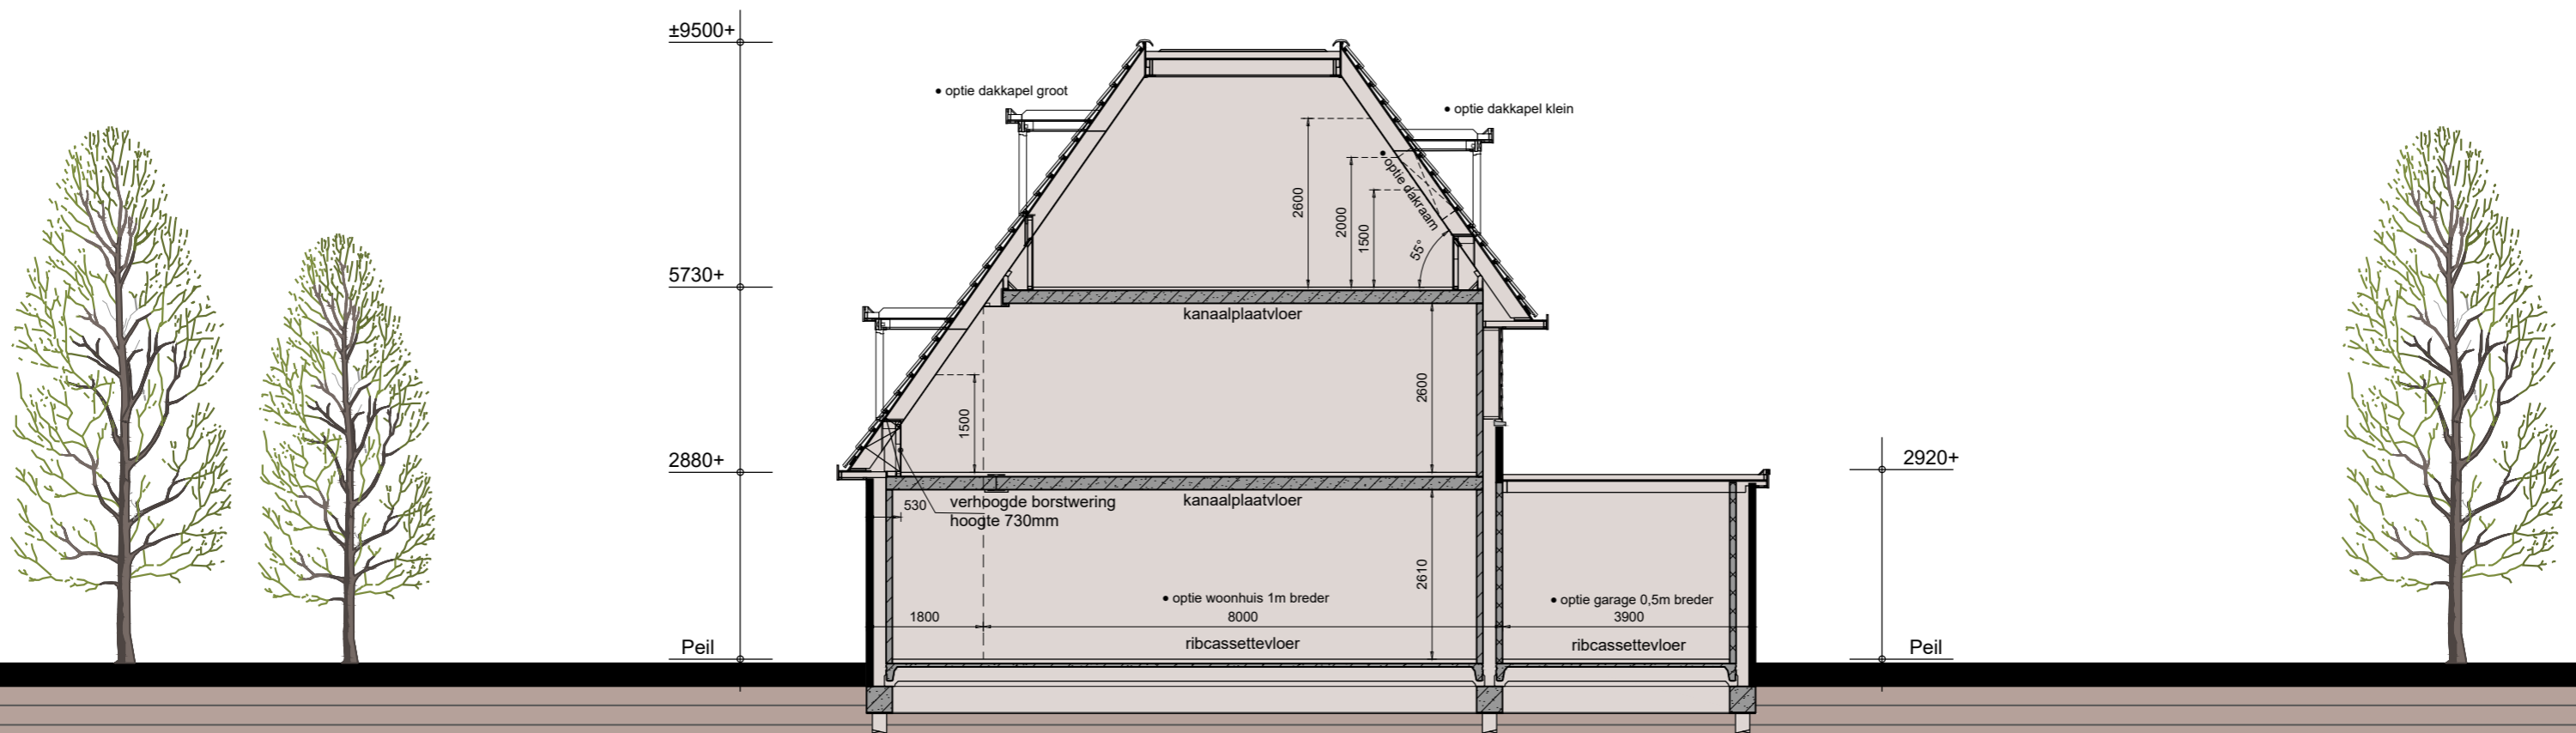 ±9500+
• optie dakkapel groot
• optie dakkapel klein
• optie dakraam
2600
2000
1500
55°
5730+
kanaalplaatvloer
1500
2600
2880+
2920+
530
verhoogde borstwering
hoogte 730mm
kanaalplaatvloer
2610
• optie woonhuis 1m breder
• optie garage 0,5m breder
1800
8000
3900
Peil
ribcassettevloer
ribcassettevloer
Peil